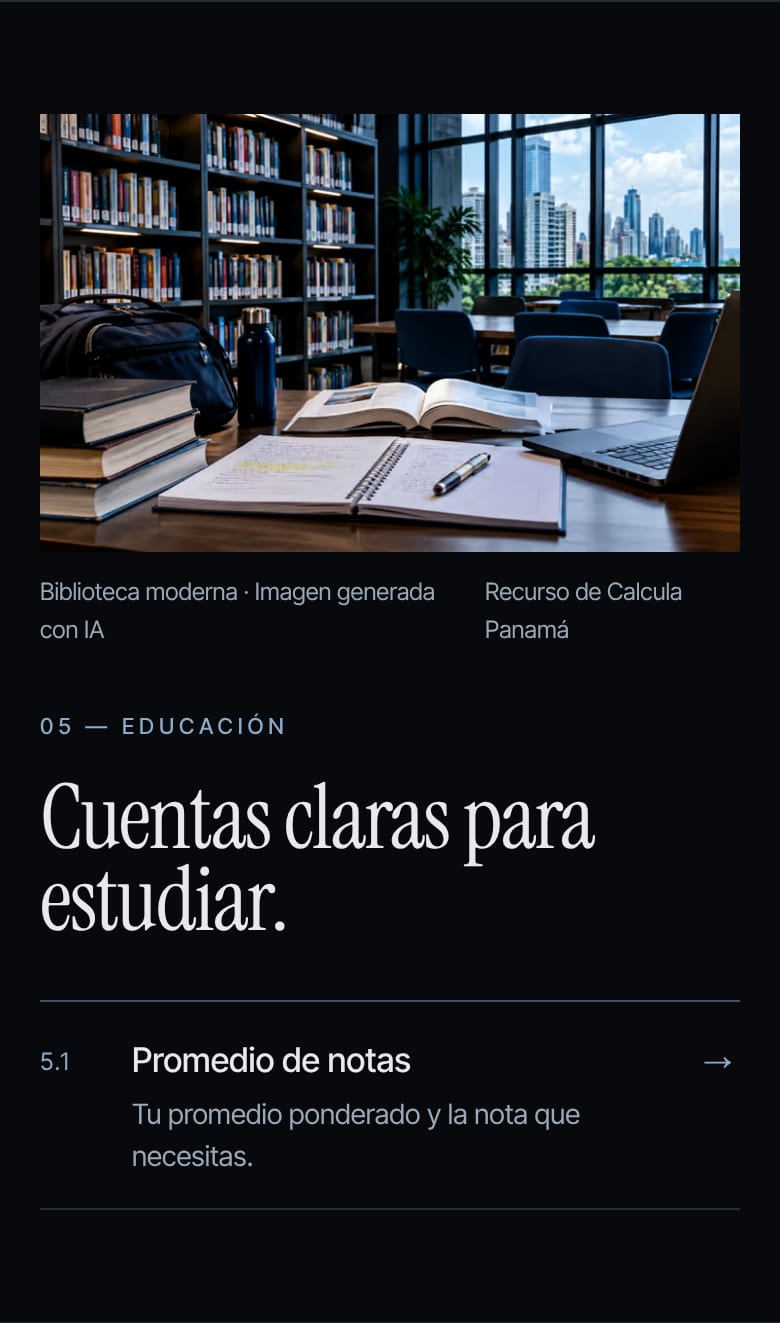 Biblioteca moderna · Imagen generada
con IA
Recurso de Calcula
Panamá
05 — EDUCACIÓN
Cuentas claras para
estudiar.
5.1
Promedio de notas
→
Tu promedio ponderado y la nota que
necesitas.